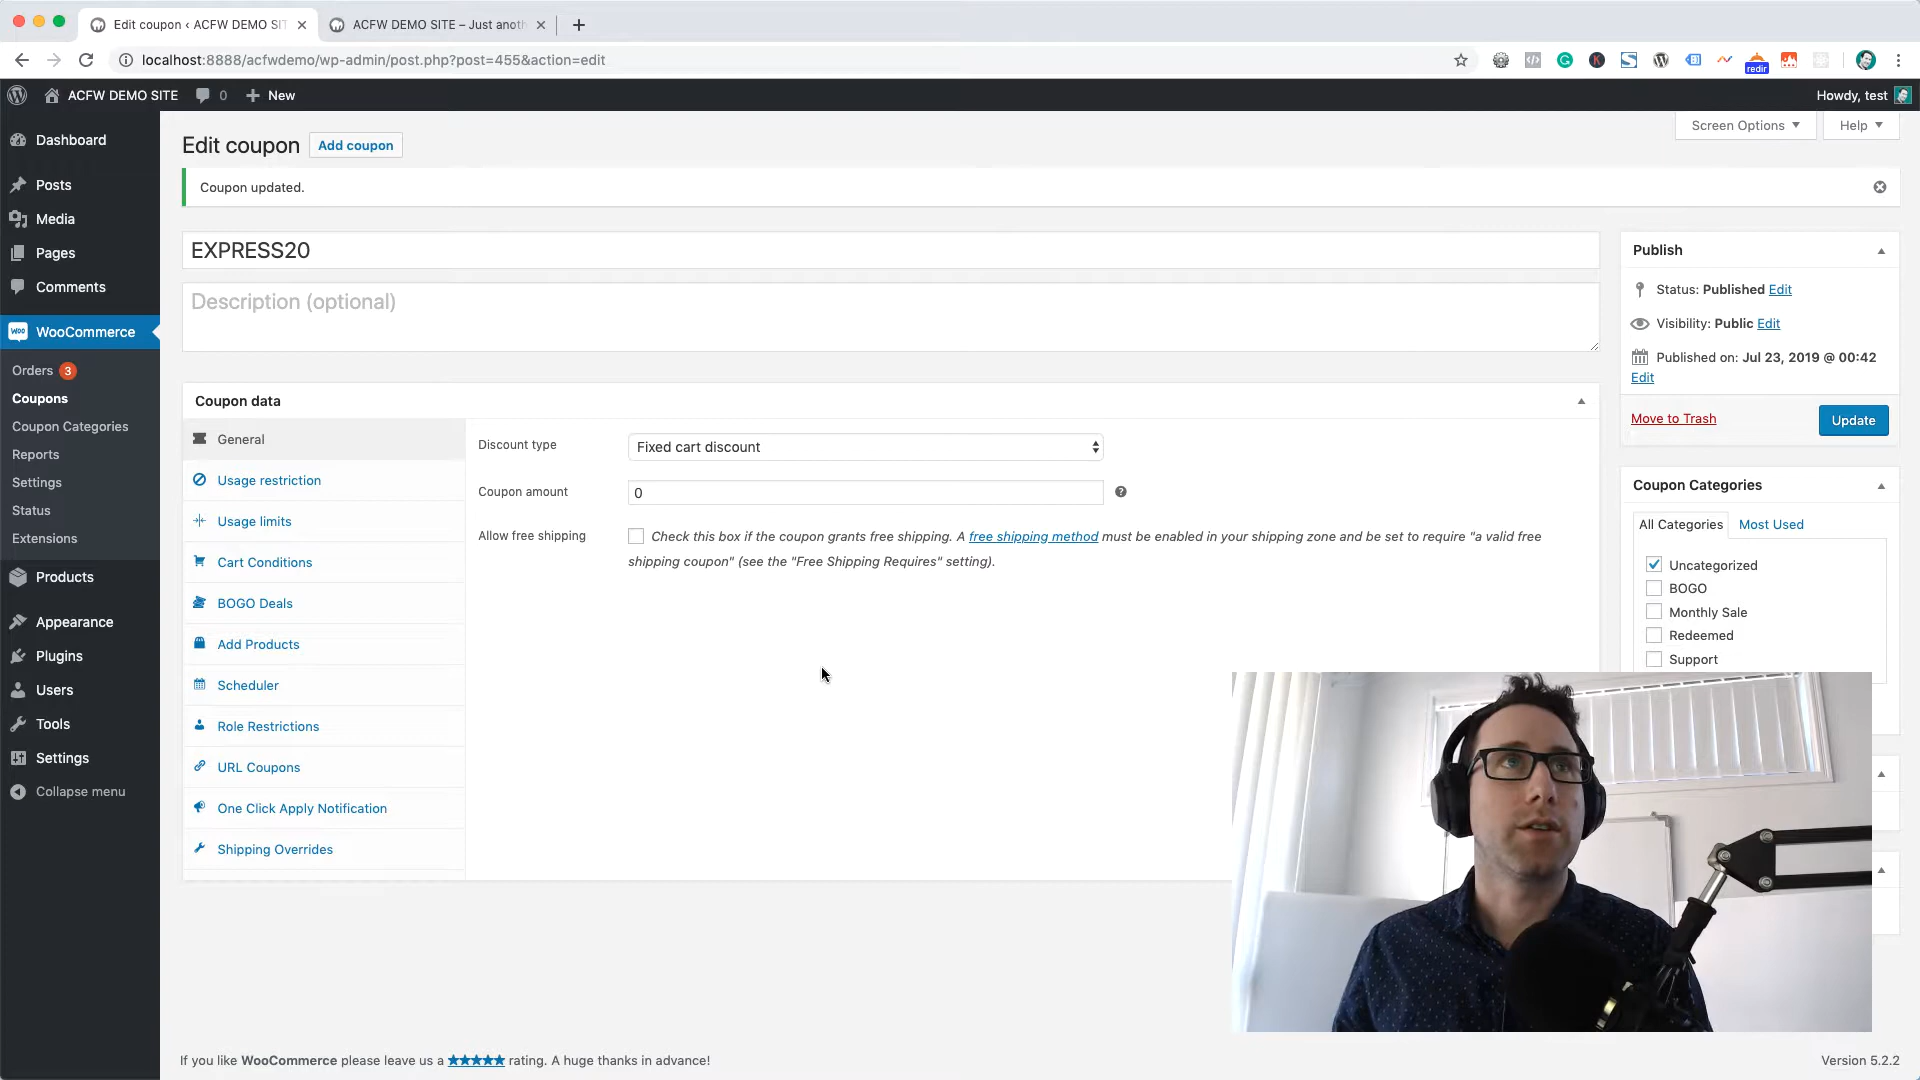 Edit coupon ‹ ACFW DEMO SI
ACFW DEMO SITE – Just anoth
localhost:8888/acfwdemo/wp-admin/post.php?post=455&action=edit
redir
ACFW DEMO SITE
0
New
Howdy, test
Dashboard
Posts
Media
Pages
Comments
WooCommerce
Orders 3
Coupons
Coupon Categories
Reports
Settings
Status
Extensions
Products
Appearance
Plugins
Users
Tools
Settings
Collapse menu
Screen Options
Help
Edit coupon
Add coupon
Coupon updated.
EXPRESS20
Description (optional)
Coupon data
General
Usage restriction
Usage limits
Cart Conditions
BOGO Deals
Add Products
Scheduler
Role Restrictions
URL Coupons
One Click Apply Notification
Shipping Overrides
Discount type
Fixed cart discount
Coupon amount
0
Allow free shipping
Check this box if the coupon grants free shipping. A free shipping method must be enabled in your shipping zone and be set to require "a valid free
shipping coupon" (see the "Free Shipping Requires" setting).
Publish
Status: Published Edit
Visibility: Public Edit
Published on: Jul 23, 2019 @ 00:42
Edit
Move to Trash
Update
Coupon Categories
All Categories
Most Used
Uncategorized
BOGO
Monthly Sale
Redeemed
Support
If you like WooCommerce please leave us a ★★★★★ rating. A huge thanks in advance!
Version 5.2.2